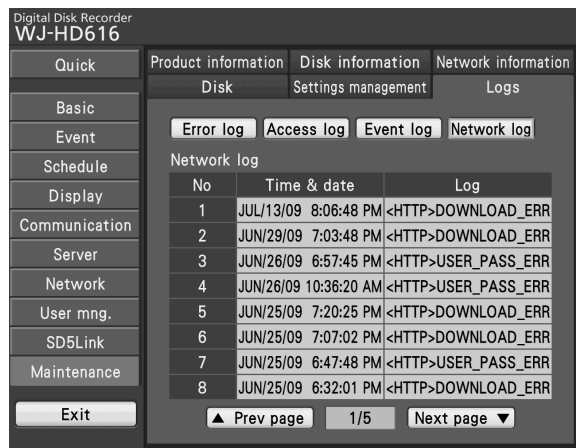 Digital Disk Recorder
WJ-HD616
Quick
Basic
Event
Schedule
Display
Communication
Server
Network
User mng.
SD5Link
Maintenance
Exit
Product information Disk information Network information
Disk Settings management Logs
Error log Access log Event log Network log
Network log
No Time & date Log
1 JUL/13/09 8:06:48 PM <HTTP>DOWNLOAD_ERR
2 JUN/29/09 7:03:48 PM <HTTP>DOWNLOAD_ERR
3 JUN/26/09 6:57:45 PM <HTTP>USER_PASS_ERR
4 JUN/26/09 10:36:20 AM <HTTP>USER_PASS_ERR
5 JUN/25/09 7:20:25 PM <HTTP>DOWNLOAD_ERR
6 JUN/25/09 7:07:02 PM <HTTP>DOWNLOAD_ERR
7 JUN/25/09 6:47:48 PM <HTTP>USER_PASS_ERR
8 JUN/25/09 6:32:01 PM <HTTP>DOWNLOAD_ERR
▲ Prev page 1/5 Next page ▼